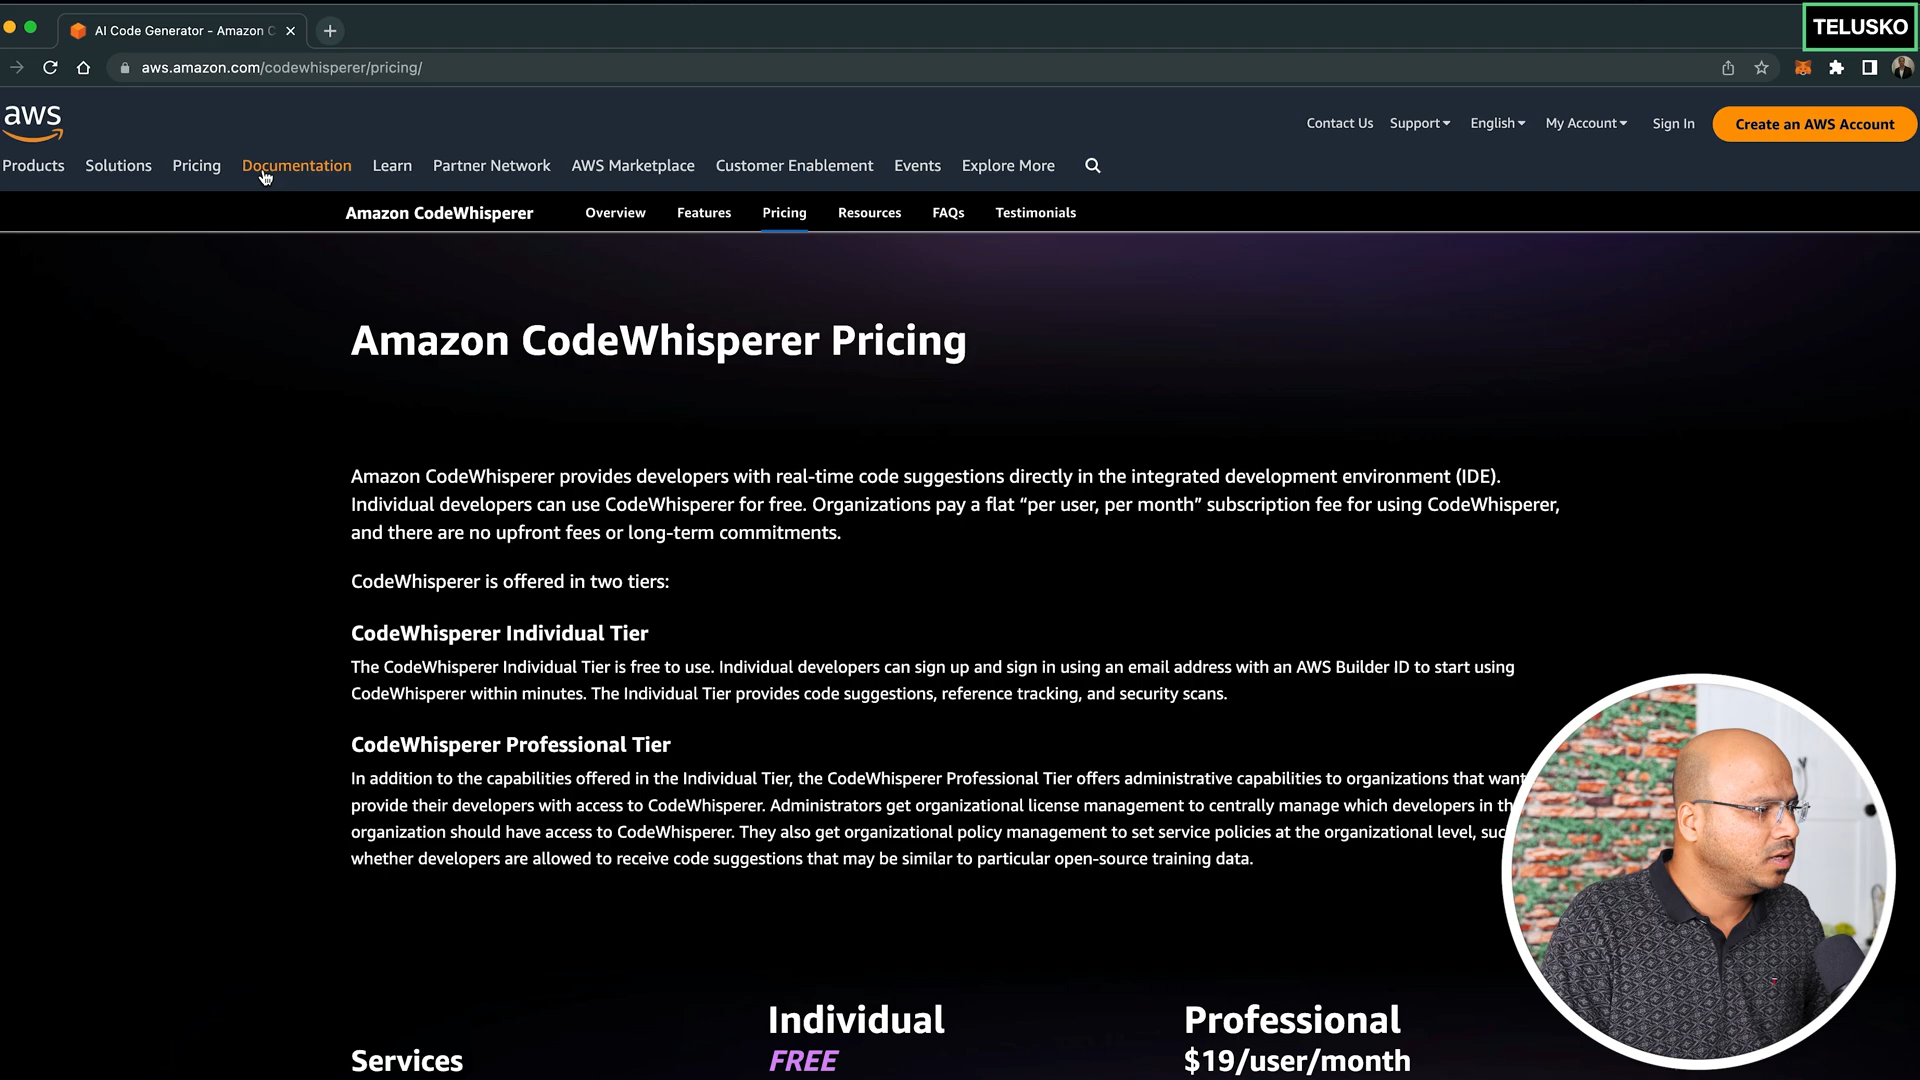 AI Code Generator - Amazon C
TELUSKO
aws.amazon.com/codewhisperer/pricing/
aws
Contact Us Support English My Account Sign In Create an AWS Account
Products Solutions Pricing Documentation Learn Partner Network AWS Marketplace Customer Enablement Events Explore More
Amazon CodeWhisperer Overview Features Pricing Resources FAQs Testimonials
Amazon CodeWhisperer Pricing
Amazon CodeWhisperer provides developers with real-time code suggestions directly in the integrated development environment (IDE).
Individual developers can use CodeWhisperer for free. Organizations pay a flat “per user, per month” subscription fee for using CodeWhisperer,
and there are no upfront fees or long-term commitments.
CodeWhisperer is offered in two tiers:
CodeWhisperer Individual Tier
The CodeWhisperer Individual Tier is free to use. Individual developers can sign up and sign in using an email address with an AWS Builder ID to start using
CodeWhisperer within minutes. The Individual Tier provides code suggestions, reference tracking, and security scans.
CodeWhisperer Professional Tier
In addition to the capabilities offered in the Individual Tier, the CodeWhisperer Professional Tier offers administrative capabilities to organizations that want
provide their developers with access to CodeWhisperer. Administrators get organizational license management to centrally manage which developers in th
organization should have access to CodeWhisperer. They also get organizational policy management to set service policies at the organizational level, suc
whether developers are allowed to receive code suggestions that may be similar to particular open-source training data.
Individual Professional
Services FREE $19/user/month